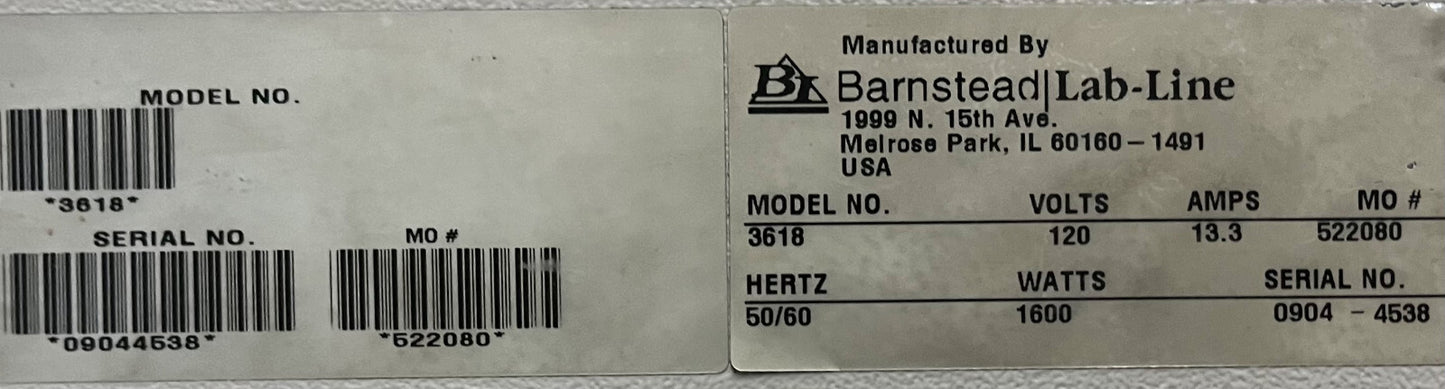 MODEL NO.
*3618*
SERIAL NO. MO #
*09044538* *522080*
Manufactured By
BL Barnstead|Lab-Line
1999 N. 15th Ave.
Melrose Park, IL 60160-1491
USA
MODEL NO. VOLTS AMPS MO #
3618 120 13.3 522080
HERTZ WATTS SERIAL NO.
50/60 1600 0904 - 4538